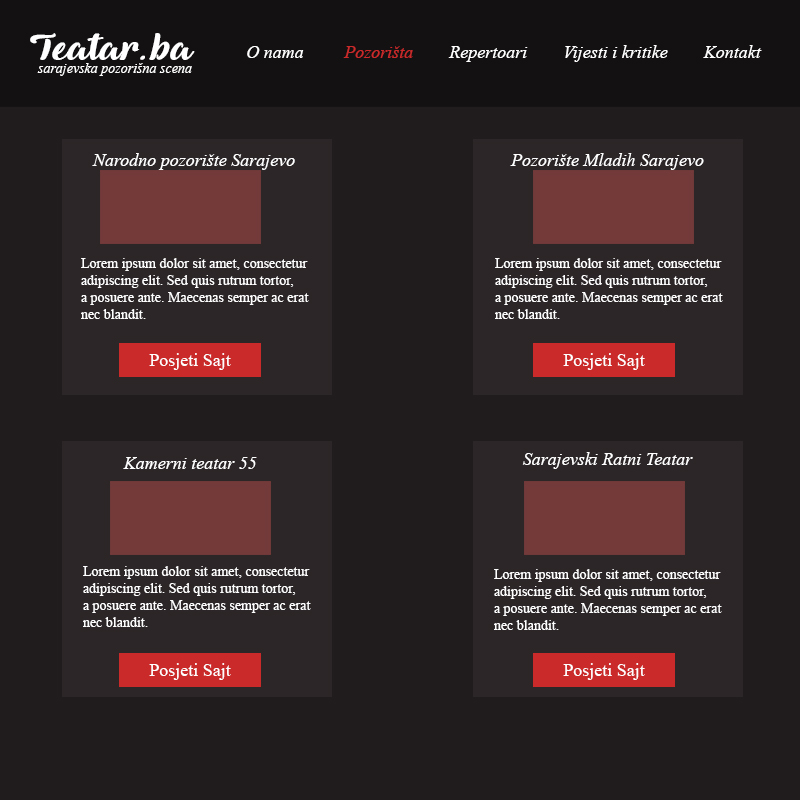 Teatar.ba
sarajevska pozorišna scena
O nama
Pozorišta
Repertoari
Vijesti i kritike
Kontakt
Narodno pozorište Sarajevo
Lorem ipsum dolor sit amet, consectetur
adipiscing elit. Sed quis rutrum tortor,
a posuere ante. Maecenas semper ac erat
nec blandit.
Posjeti Sajt
Pozorište Mladih Sarajevo
Lorem ipsum dolor sit amet, consectetur
adipiscing elit. Sed quis rutrum tortor,
a posuere ante. Maecenas semper ac erat
nec blandit.
Posjeti Sajt
Kamerni teatar 55
Lorem ipsum dolor sit amet, consectetur
adipiscing elit. Sed quis rutrum tortor,
a posuere ante. Maecenas semper ac erat
nec blandit.
Posjeti Sajt
Sarajevski Ratni Teatar
Lorem ipsum dolor sit amet, consectetur
adipiscing elit. Sed quis rutrum tortor,
a posuere ante. Maecenas semper ac erat
nec blandit.
Posjeti Sajt